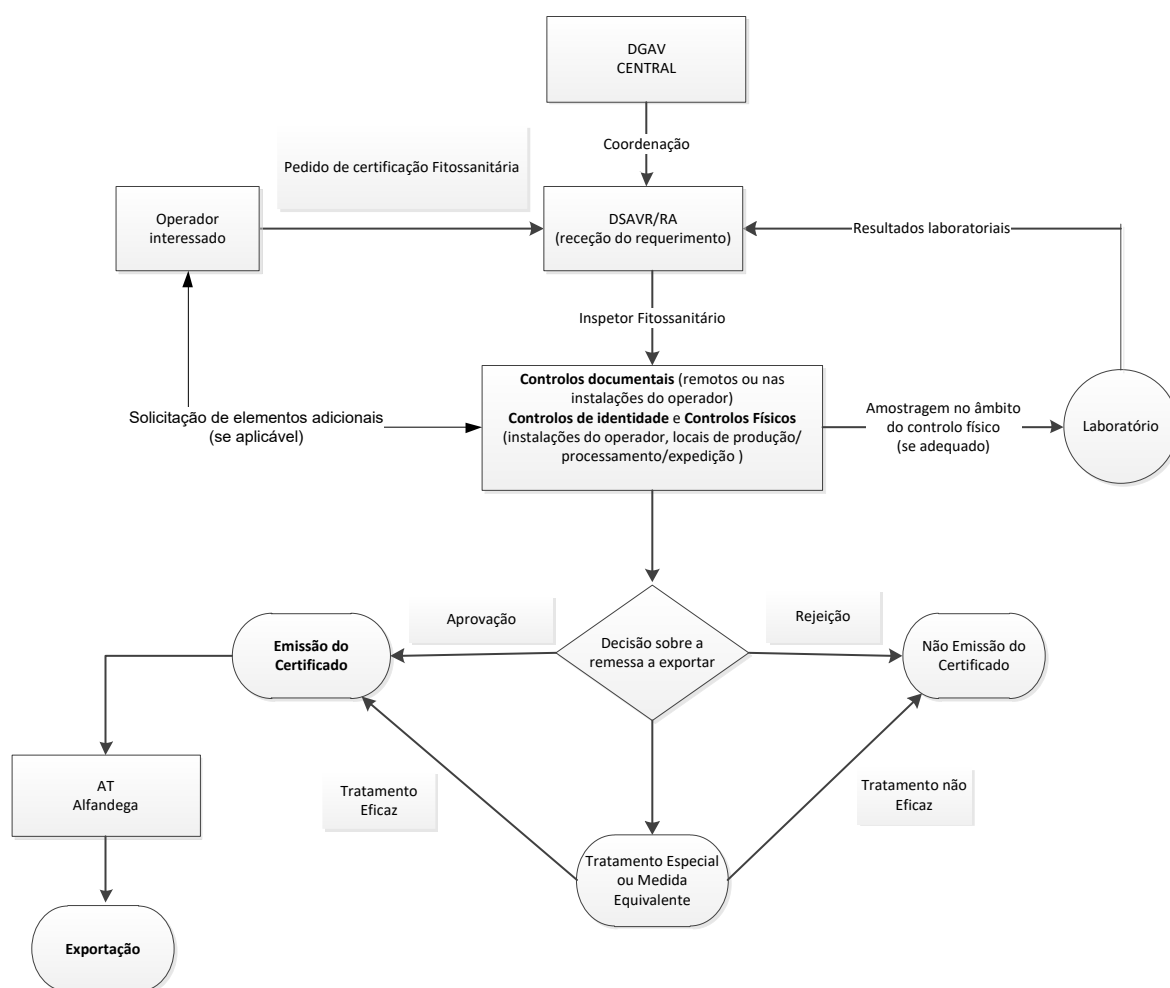 DGAV
CENTRAL
Coordenação
Pedido de certificação Fitossanitária
Operador
interessado
DSAVR/RA
(receção do requerimento)
Resultados laboratoriais
Inspetor Fitossanitário
Controlos documentais (remotos ou nas
instalações do operador)
Controlos de identidade e Controlos Físicos
(instalações do operador, locais de produção/
processamento/expedição )
Solicitação de elementos adicionais
(se aplicável)
Amostragem no âmbito
do controlo físico
(se adequado)
Laboratório
Aprovação
Rejeição
Decisão sobre a
remessa a exportar
Emissão do
Certificado
Não Emissão do
Certificado
AT
Alfandega
Tratamento
Eficaz
Tratamento não
Eficaz
Tratamento Especial
ou Medida
Equivalente
Exportação